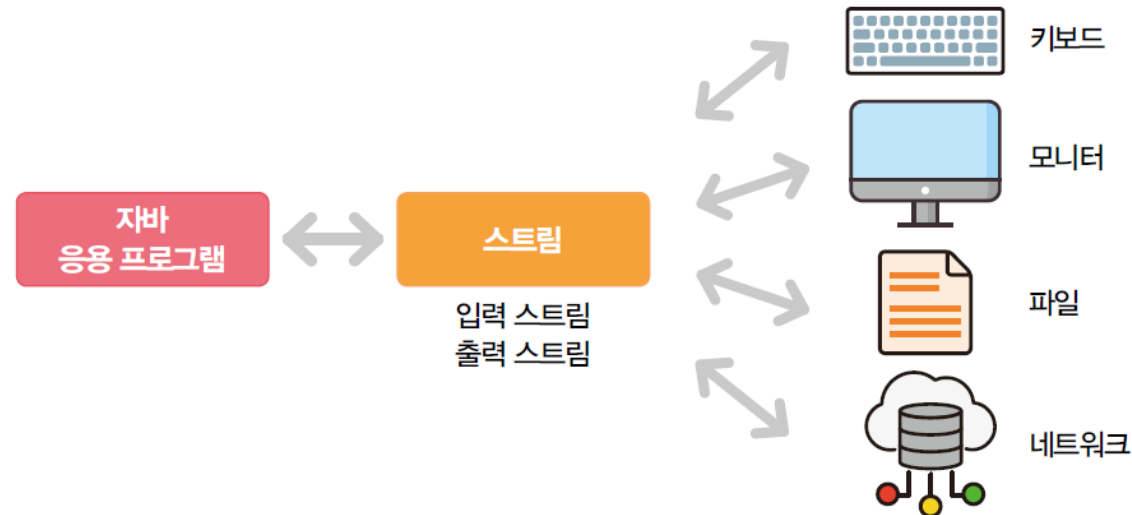 자바
응용 프로그램
스트림
입력 스트림
출력 스트림
키보드
모니터
파일
네트워크